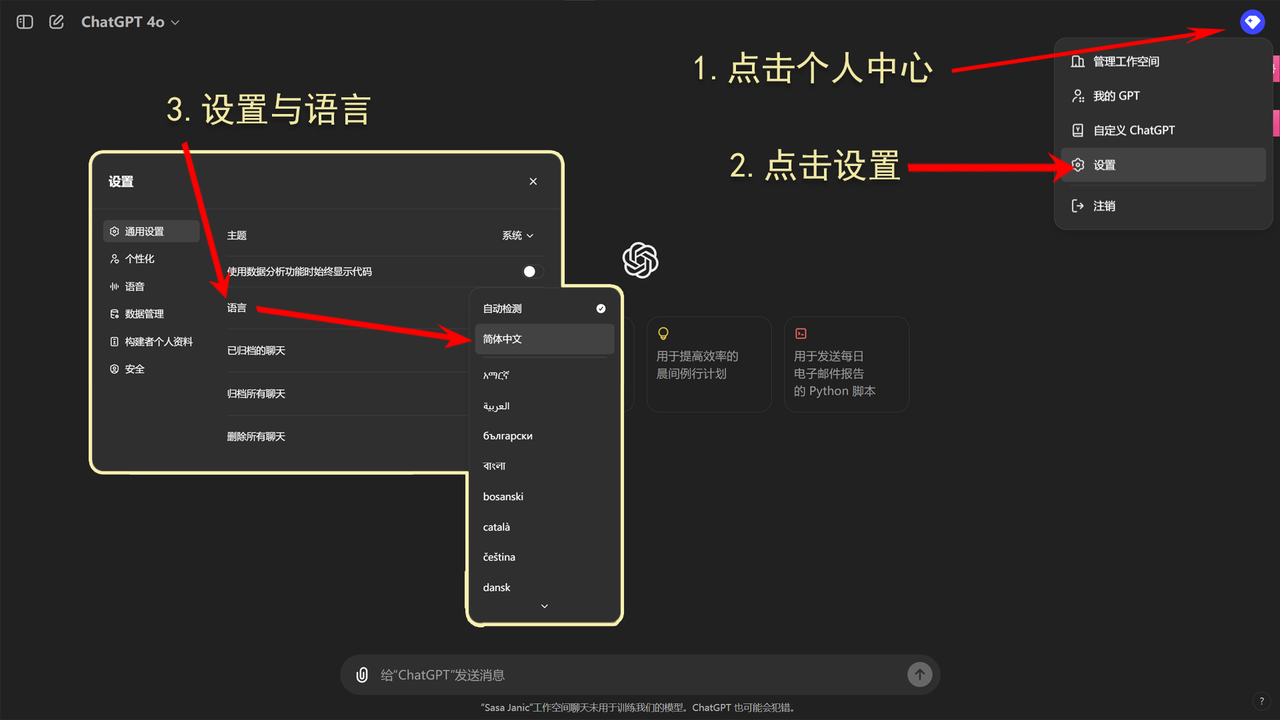 ChatGPT 4o
1. 点击个人中心
管理工作空间
我的 GPT
自定义 ChatGPT
2. 点击设置
设置
注销
3. 设置与语言
设置
通用设置
个性化
语音
数据管理
构建者个人资料
安全
主题
系统
使用数据分析功能时始终显示代码
语言
已归档的聊天
归档所有聊天
删除所有聊天
自动检测
简体中文
አማርኛ
العربية
български
বাংলা
bosanski
català
čeština
dansk
用于提高效率的
晨间例行计划
用于发送每日
电子邮件报告
的 Python 脚本
给“ChatGPT”发送消息
“Sasa Janic”工作空间聊天未用于训练我们的模型。ChatGPT 也可能会犯错。
?